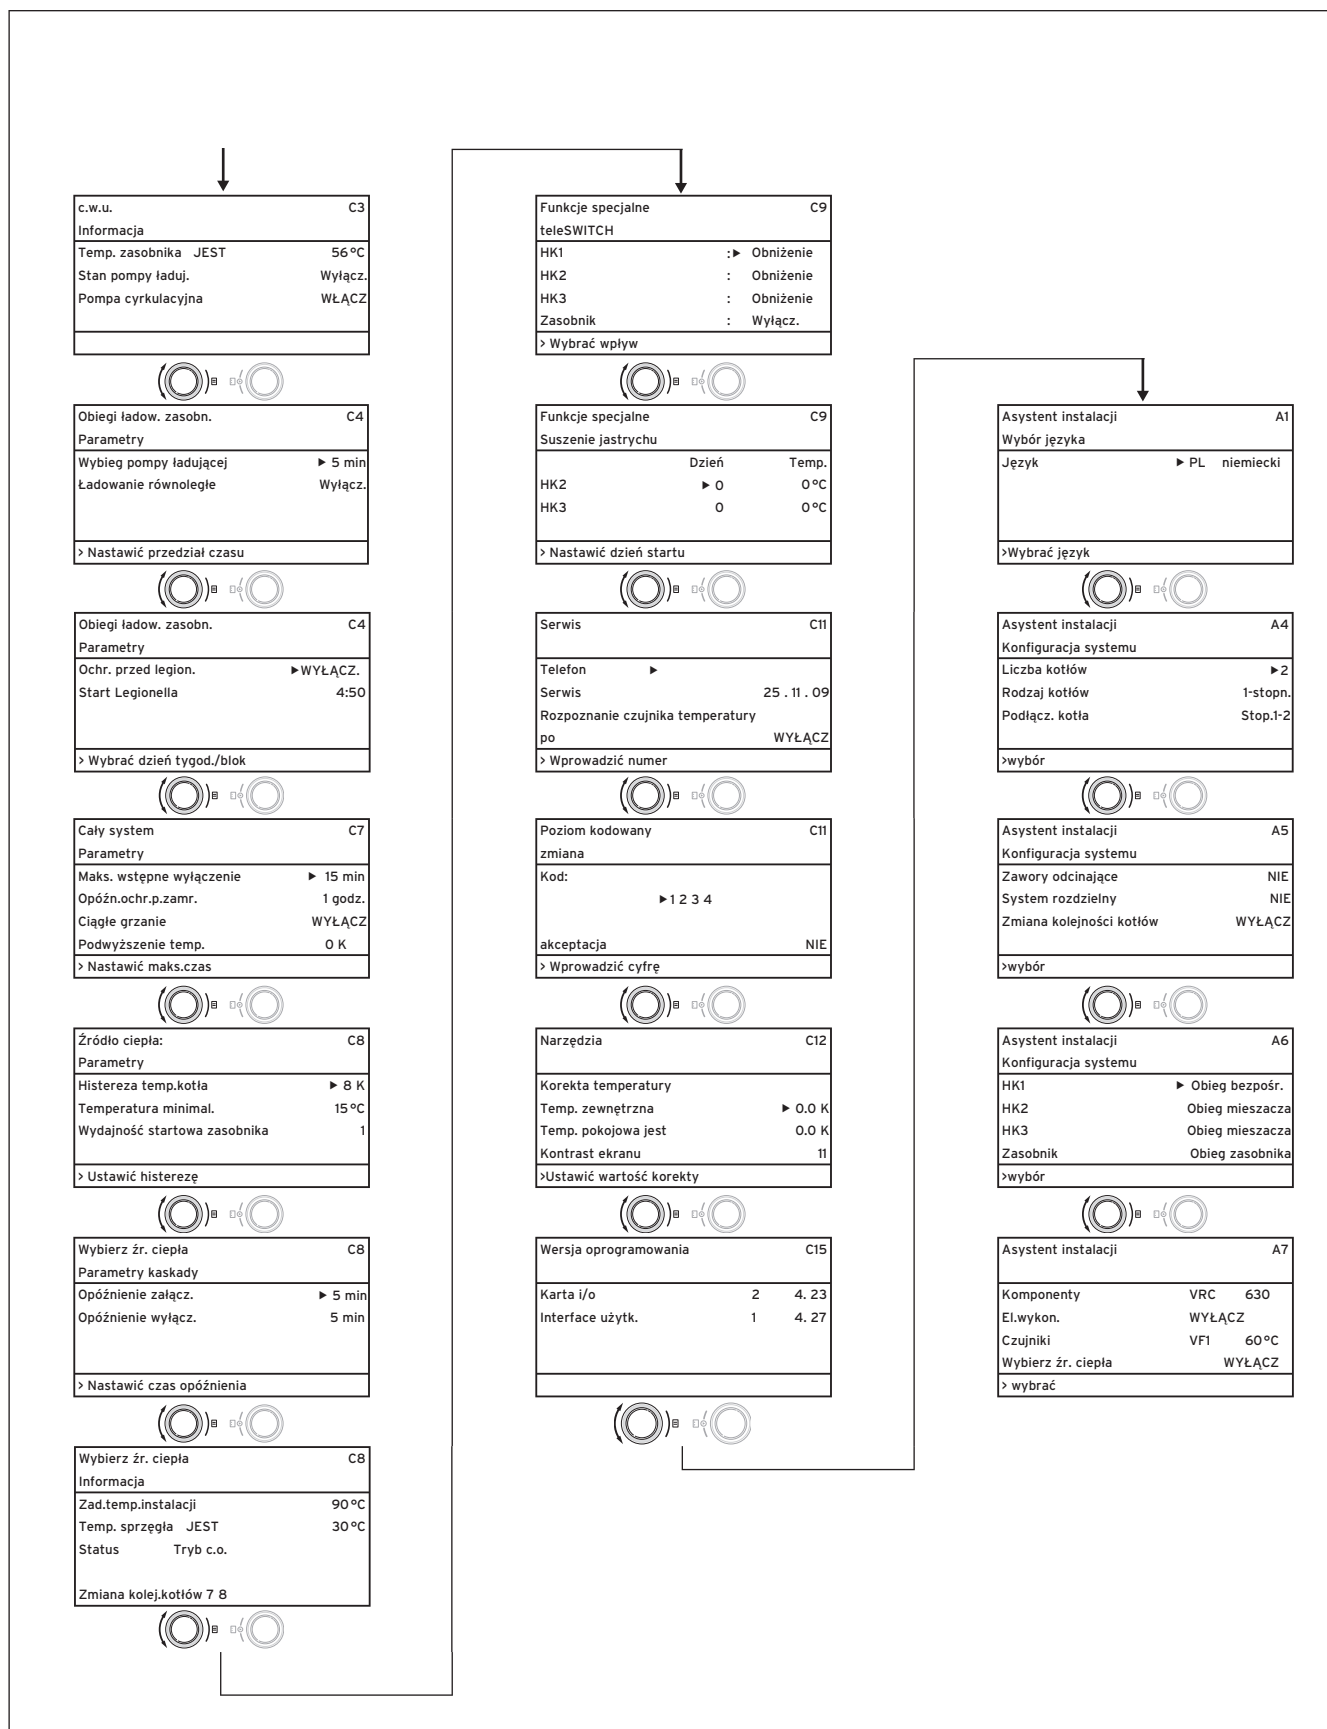 c.w.u. C3
Informacja
Temp. zasobnika JEST 56°C
Stan pompy ładuj. Wyłącz.
Pompa cyrkulacyjna WŁĄCZ
Obiegi ładow. zasobn. C4
Parametry
Wybieg pompy ładującej ► 5 min
Ładowanie równoległe Wyłącz.
> Nastawić przedział czasu
Obiegi ładow. zasobn. C4
Parametry
Ochr. przed legion. ►WYŁĄCZ.
Start Legionella 4:50
> Wybrać dzień tygod./blok
Cały system C7
Parametry
Maks. wstępne wyłączenie ► 15 min
Opóźn.ochr.p.zamr. 1 godz.
Ciągłe grzanie WYŁĄCZ
Podwyższenie temp. 0 K
> Nastawić maks.czas
Źródło ciepła: C8
Parametry
Histereza temp.kotła ► 8 K
Temperatura minimal. 15°C
Wydajność startowa zasobnika 1
> Ustawić histerezę
Wybierz źr. ciepła C8
Parametry kaskady
Opóźnienie załącz. ► 5 min
Opóźnienie wyłącz. 5 min
> Nastawić czas opóźnienia
Wybierz źr. ciepła C8
Informacja
Zad.temp.instalacji 90°C
Temp. sprzęgła JEST 30°C
Status Tryb c.o.
Zmiana kolej.kotłów 7 8
Funkcje specjalne C9
teleSWITCH
HK1 :► Obniżenie
HK2 : Obniżenie
HK3 : Obniżenie
Zasobnik : Wyłącz.
> Wybrać wpływ
Funkcje specjalne C9
Suszenie jastrychu
Dzień Temp.
HK2 ► 0 0°C
HK3 0 0°C
> Nastawić dzień startu
Serwis C11
Telefon ►
Serwis 25 . 11 . 09
Rozpoznanie czujnika temperatury
po WYŁĄCZ
> Wprowadzić numer
Poziom kodowany C11
zmiana
Kod:
►1 2 3 4
akceptacja NIE
> Wprowadzić cyfrę
Narzędzia C12
Korekta temperatury
Temp. zewnętrzna ► 0.0 K
Temp. pokojowa jest 0.0 K
Kontrast ekranu 11
>Ustawić wartość korekty
Wersja oprogramowania C15
Karta i/o 2 4. 23
Interface użytk. 1 4. 27
Asystent instalacji A1
Wybór języka
Język ► PL niemiecki
>Wybrać język
Asystent instalacji A4
Konfiguracja systemu
Liczba kotłów ►2
Rodzaj kotłów 1-stopn.
Podłącz. kotła Stop.1-2
>wybór
Asystent instalacji A5
Konfiguracja systemu
Zawory odcinające NIE
System rozdzielny NIE
Zmiana kolejności kotłów WYŁĄCZ
>wybór
Asystent instalacji A6
Konfiguracja systemu
HK1 ► Obieg bezpośr.
HK2 Obieg mieszacza
HK3 Obieg mieszacza
Zasobnik Obieg zasobnika
>wybór
Asystent instalacji A7
Komponenty VRC 630
El.wykon. WYŁĄCZ
Czujniki VF1 60°C
Wybierz źr. ciepła WYŁĄCZ
> wybrać